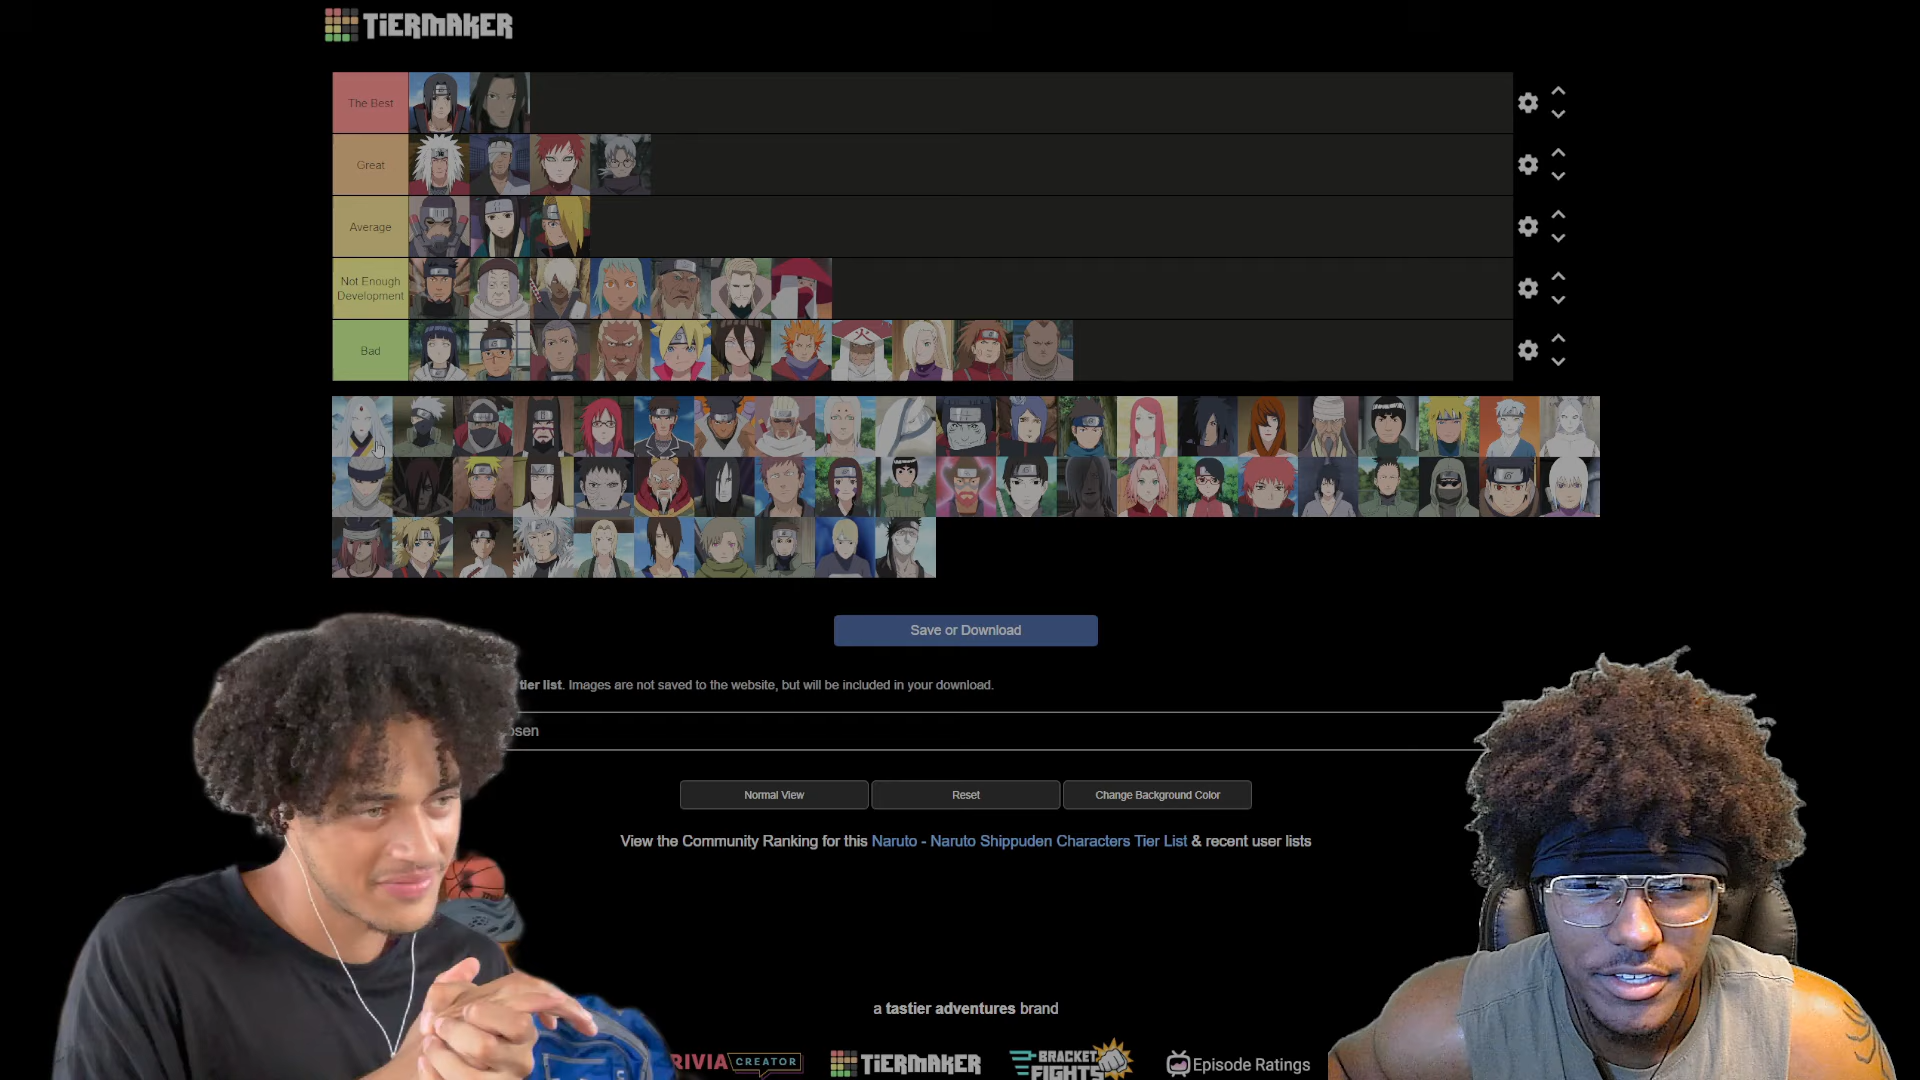 TiERMAKER
The Best
Great
Average
Not Enough
Development
Bad
Save or Download
tier list. Images are not saved to the website, but will be included in your download.
osen
Normal View
Reset
Change Background Color
View the Community Ranking for this Naruto - Naruto Shippuden Characters Tier List & recent user lists
a tastier adventures brand
RIVIA CREATOR
TiERMAKER
BRACKET
FIGHTS
Episode Ratings